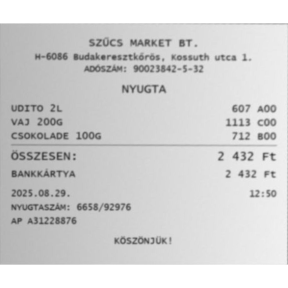 SZŰCS MARKET BT.
H-6086 Budakeresztkőrös, Kossuth utca 1.
ADÓSZÁM: 90023842-5-32
NYUGTA
UDITO 2L 607 A00
VAJ 200G 1113 C00
CSOKOLADE 100G 712 B00
ÖSSZESEN: 2 432 Ft
BANKKÁRTYA 2 432 Ft
2025.08.29. 12:50
NYUGTASZÁM: 6658/92976
AP A31228876
KÖSZÖNJÜK!